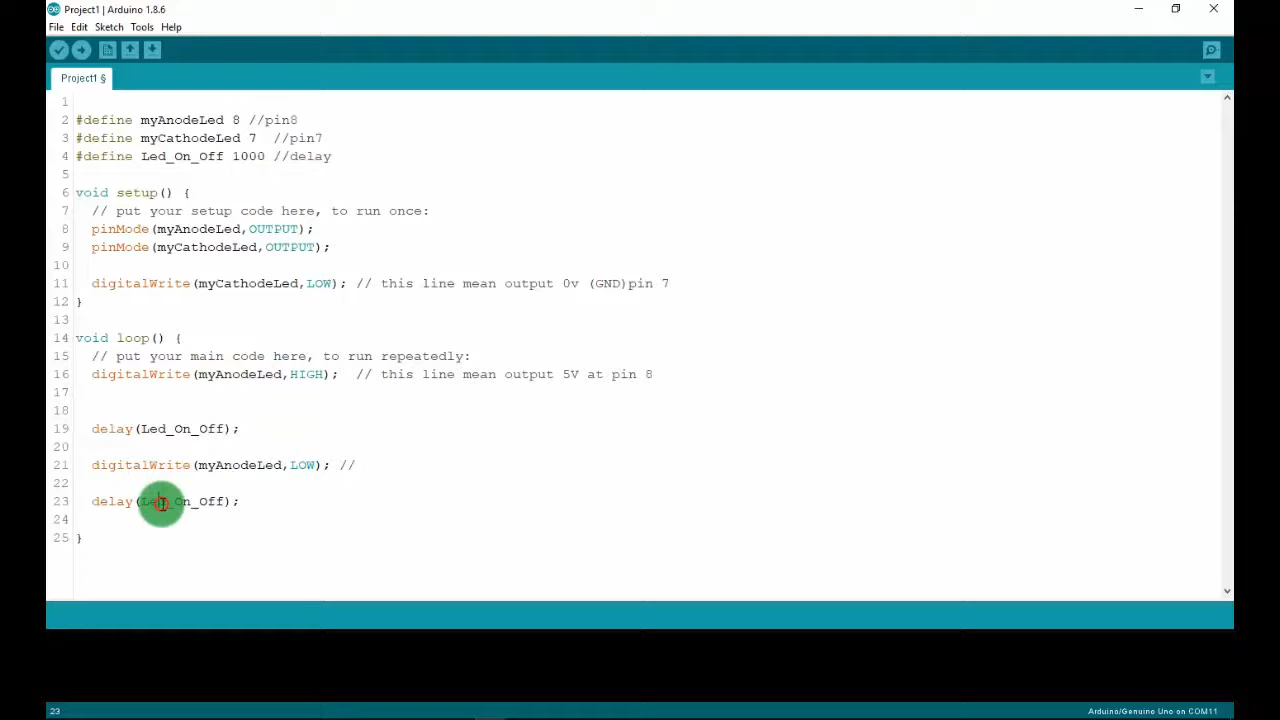 Project1 | Arduino 1.8.6
File Edit Sketch Tools Help
Project1 §
1
2 #define myAnodeLed 8 //pin8
3 #define myCathodeLed 7  //pin7
4 #define Led_On_Off 1000 //delay
5
6 void setup() {
7   // put your setup code here, to run once:
8   pinMode(myAnodeLed,OUTPUT);
9   pinMode(myCathodeLed,OUTPUT);
10
11   digitalWrite(myCathodeLed,LOW); // this line mean output 0v (GND)pin 7
12 }
13
14 void loop() {
15   // put your main code here, to run repeatedly:
16   digitalWrite(myAnodeLed,HIGH);  // this line mean output 5V at pin 8
17
18
19   delay(Led_On_Off);
20
21   digitalWrite(myAnodeLed,LOW); //
22
23   delay(Led_On_Off);
24
25 }
23 Arduino/Genuino Uno on COM11